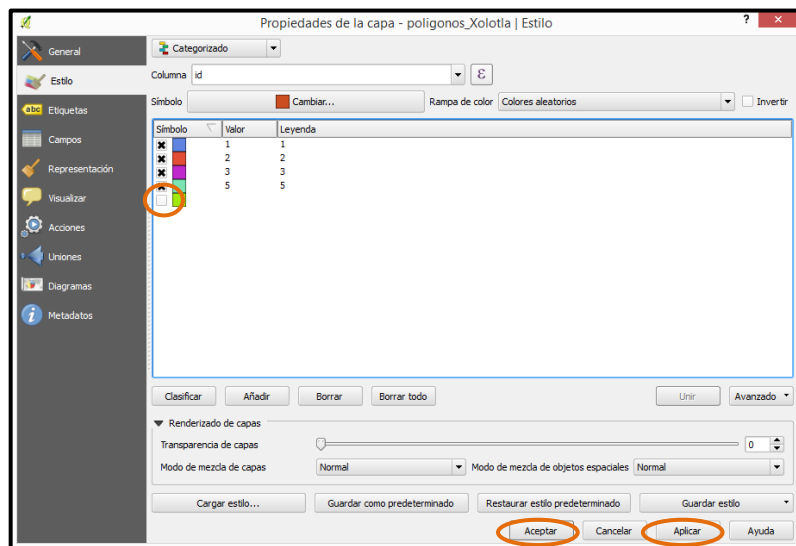 Propiedades de la capa - poligonos_Xolotla | Estilo
?
×
General
Estilo
abc Etiquetas
Campos
Representación
Visualizar
Acciones
Uniones
Diagramas
i Metadatos
Categorizado
Columna id ε
Símbolo Cambiar... Rampa de color Colores aleatorios Invertir
Símbolo Valor Leyenda
1 1
2 2
3 3
5 5
Clasificar Añadir Borrar Borrar todo Unir Avanzado
Renderizado de capas
Transparencia de capas 0
Modo de mezcla de capas Normal Modo de mezcla de objetos espaciales Normal
Cargar estilo... Guardar como predeterminado Restaurar estilo predeterminado Guardar estilo
Aceptar Cancelar Aplicar Ayuda